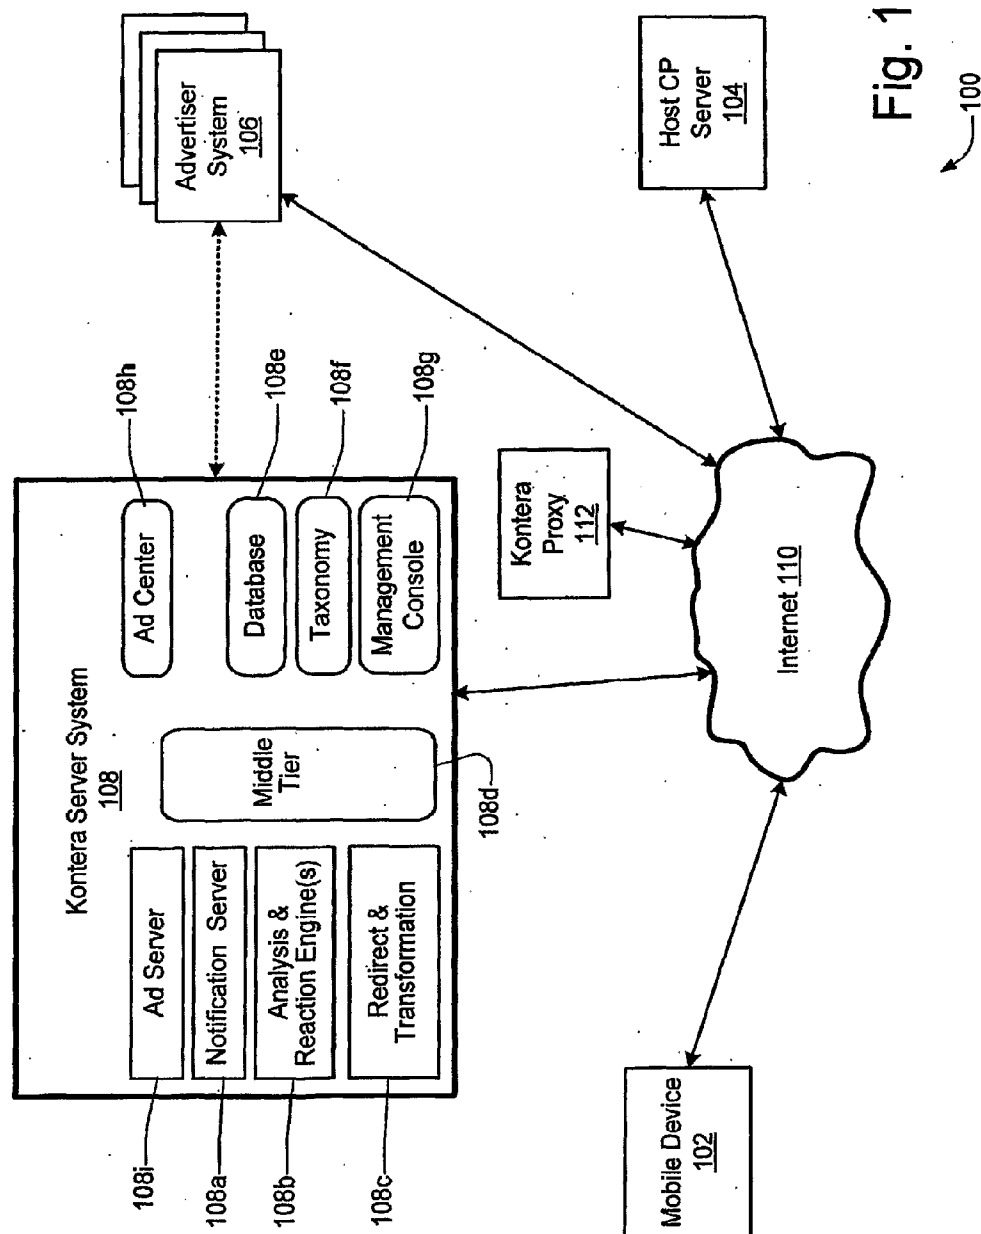 Kontera Server System
108
Ad Server
Notification Server
Analysis &
Reaction Engine(s)
Redirect &
Transformation
Middle
Tier
Ad Center
Database
Taxonomy
Management
Console
108i
108a
108b
108c
108d
108h
108e
108f
108g
Advertiser
System
106
Kontera
Proxy
112
Internet 110
Mobile Device
102
Host CP
Server
104
Fig. 1
100